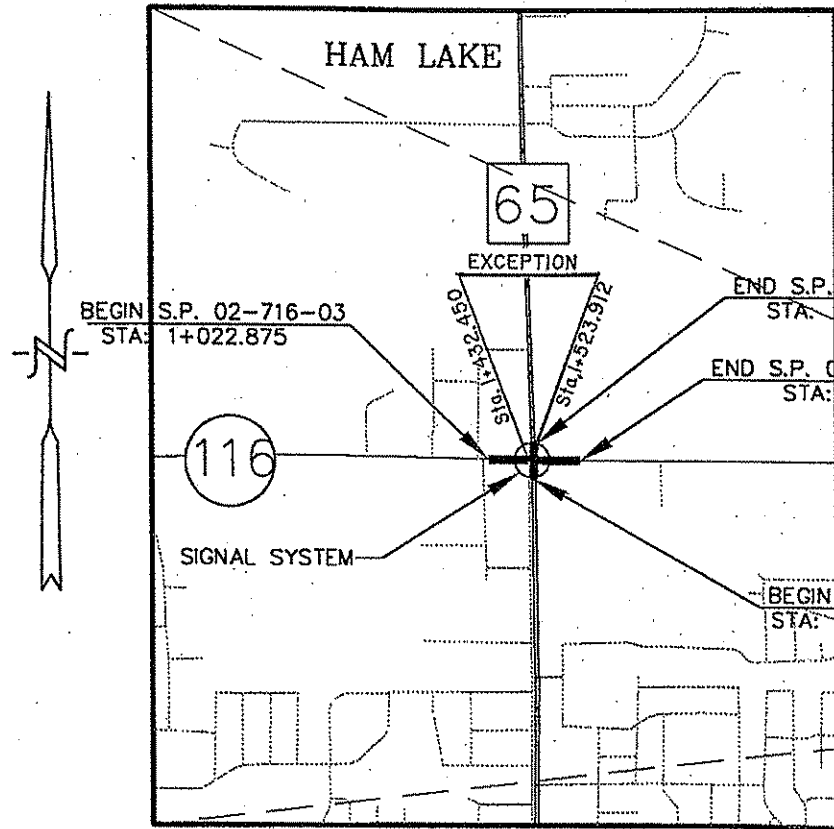 HAM LAKE
65
EXCEPTION
Sta. 1+432.450
Sta. 1+523.912
BEGIN S.P. 02-716-03
STA: 1+022.875
END S.P.
STA:
END S.P. 0
STA:
116
SIGNAL SYSTEM
BEGIN
STA:
N